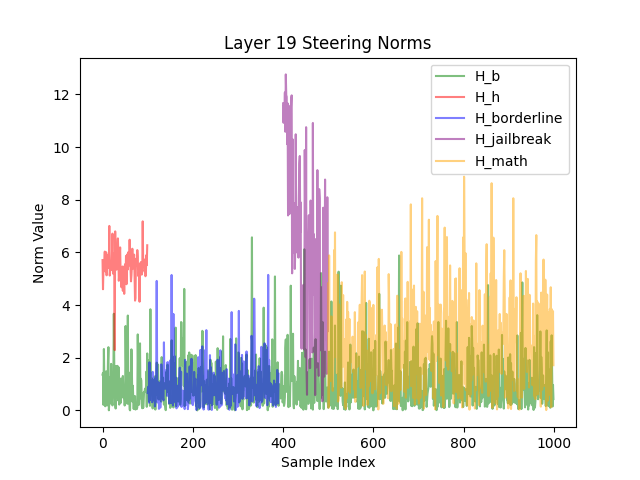 Layer 19 Steering Norms
H_b
H_h
H_borderline
H_jailbreak
H_math
Norm Value
12
10
8
6
4
2
0
0
200
400
600
800
1000
Sample Index